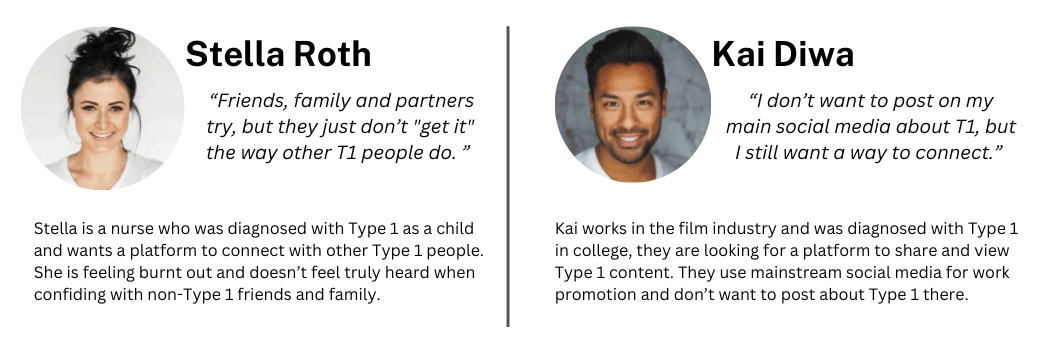 Stella Roth
“Friends, family and partners
try, but they just don’t "get it"
the way other T1 people do. ”
Stella is a nurse who was diagnosed with Type 1 as a child
and wants a platform to connect with other Type 1 people.
She is feeling burnt out and doesn’t feel truly heard when
confiding with non-Type 1 friends and family.
Kai Diwa
“I don’t want to post on my
main social media about T1, but
I still want a way to connect.”
Kai works in the film industry and was diagnosed with Type 1
in college, they are looking for a platform to share and view
Type 1 content. They use mainstream social media for work
promotion and don’t want to post about Type 1 there.